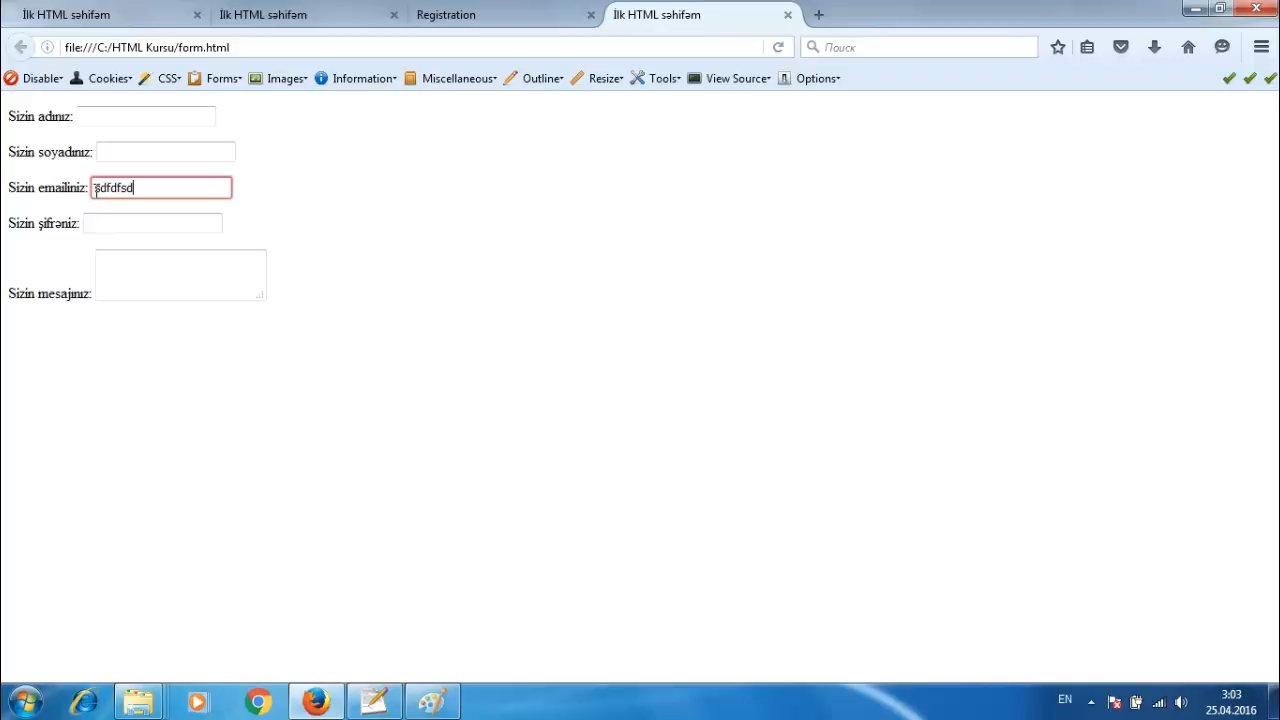 İlk HTML səhifəm
İlk HTML səhifəm
Registration
İlk HTML səhifəm
file:///C:/HTML Kursu/form.html
Поиск
Disable
Cookies
CSS
Forms
Images
Information
Miscellaneous
Outline
Resize
Tools
View Source
Options
Sizin adınız:
Sizin soyadınız:
Sizin emailiniz: sdfdfsd
Sizin şifrəniz:
Sizin mesajınız:
EN
3:03
25.04.2016